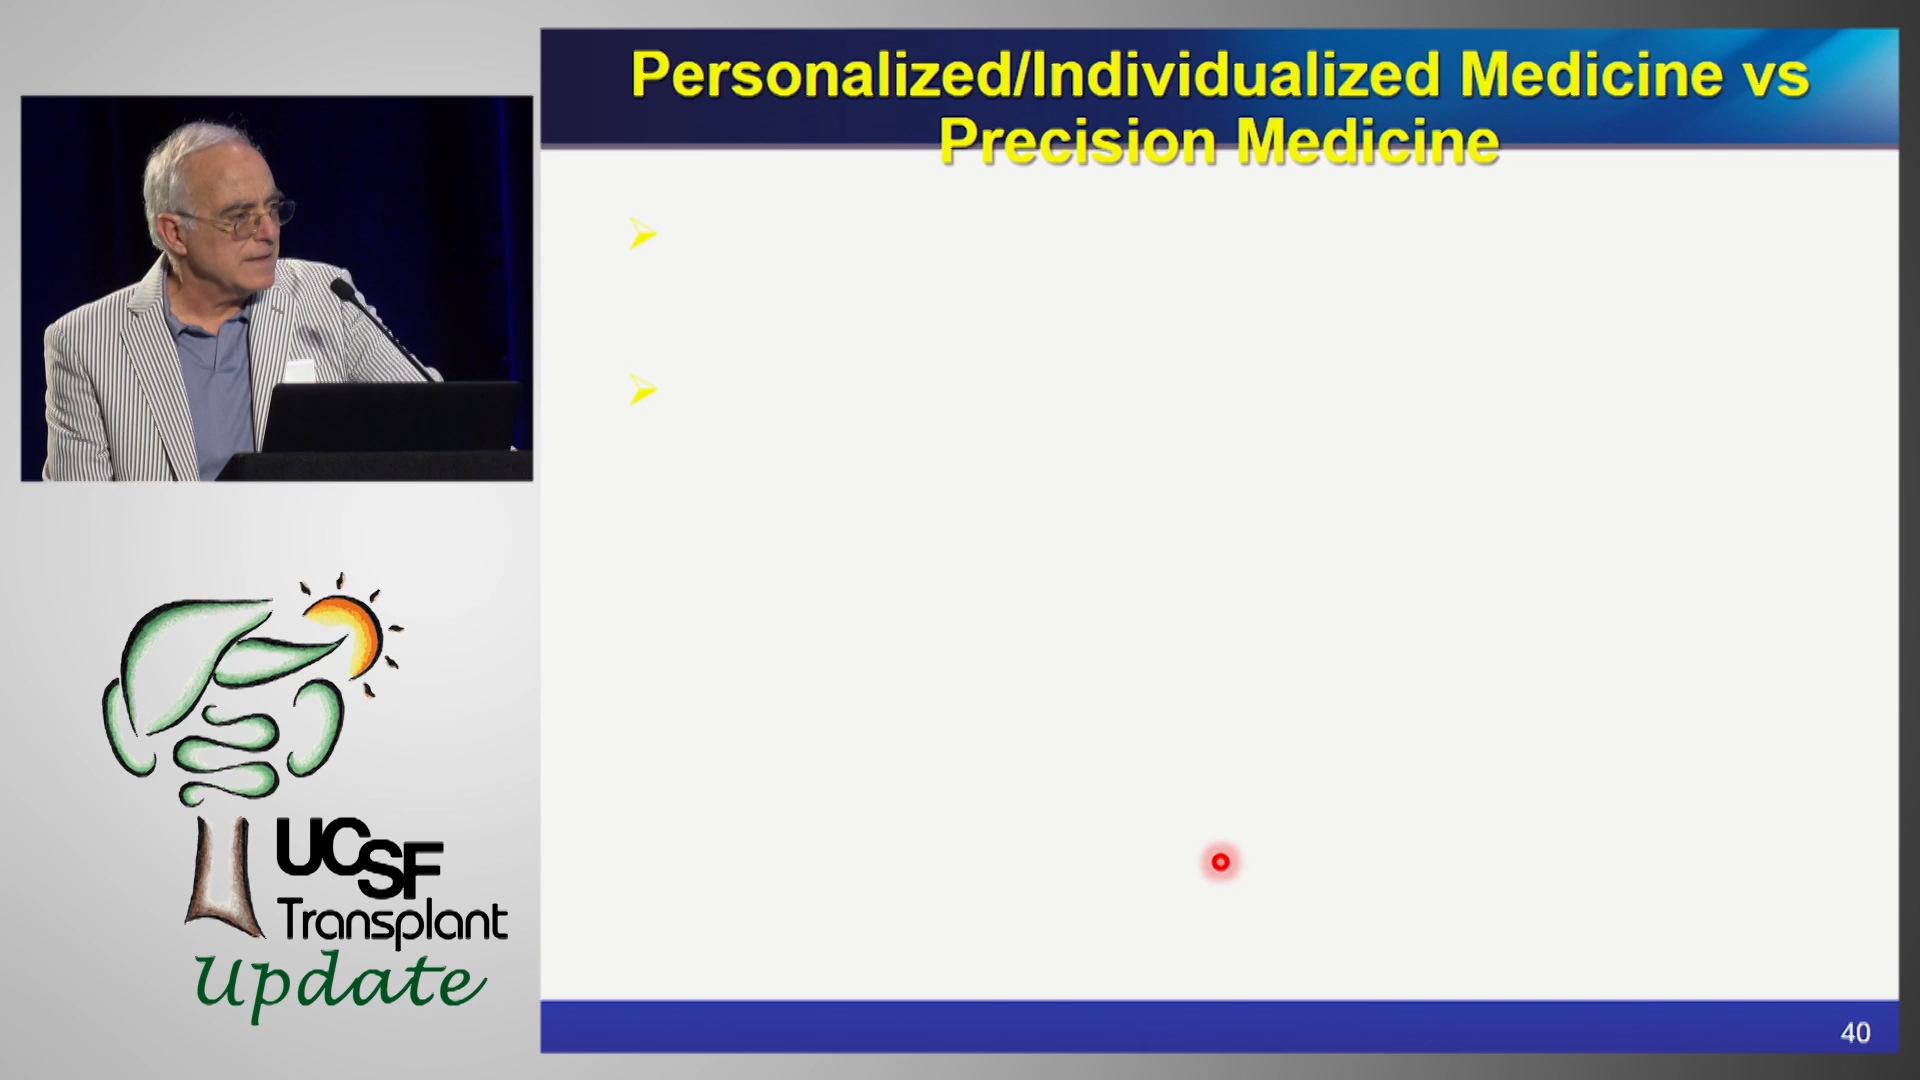 Personalized/Individualized Medicine vs
Precision Medicine
UCSF
Transplant
Update
40